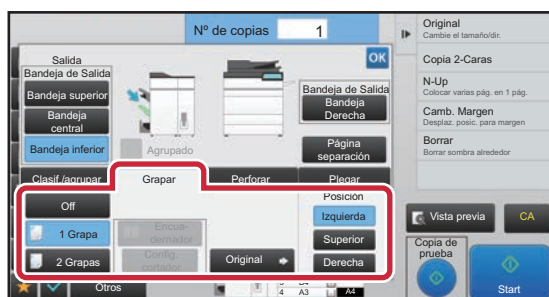 Nº de copias
1
OK
Salida
Bandeja de Salida
Bandeja superior
Bandeja
central
Bandeja inferior
Agrupado
Bandeja de Salida
Bandeja
Derecha
Página
separación
Clasif./agrupar
Grapar
Perforar
Plegar
Off
1 Grapa
2 Grapas
Encua-
dernador
Config.
cortador
Original
Posición
Izquierda
Superior
Derecha
Otros
4
A3
A4
Original
Cambie el tamaño/dir.
Copia 2-Caras
N-Up
Colocar varias pág. en 1 pág.
Camb. Margen
Desplaz. posic. para margen
Borrar
Borrar sombra alrededor
Vista previa
CA
Copia de
prueba
Start